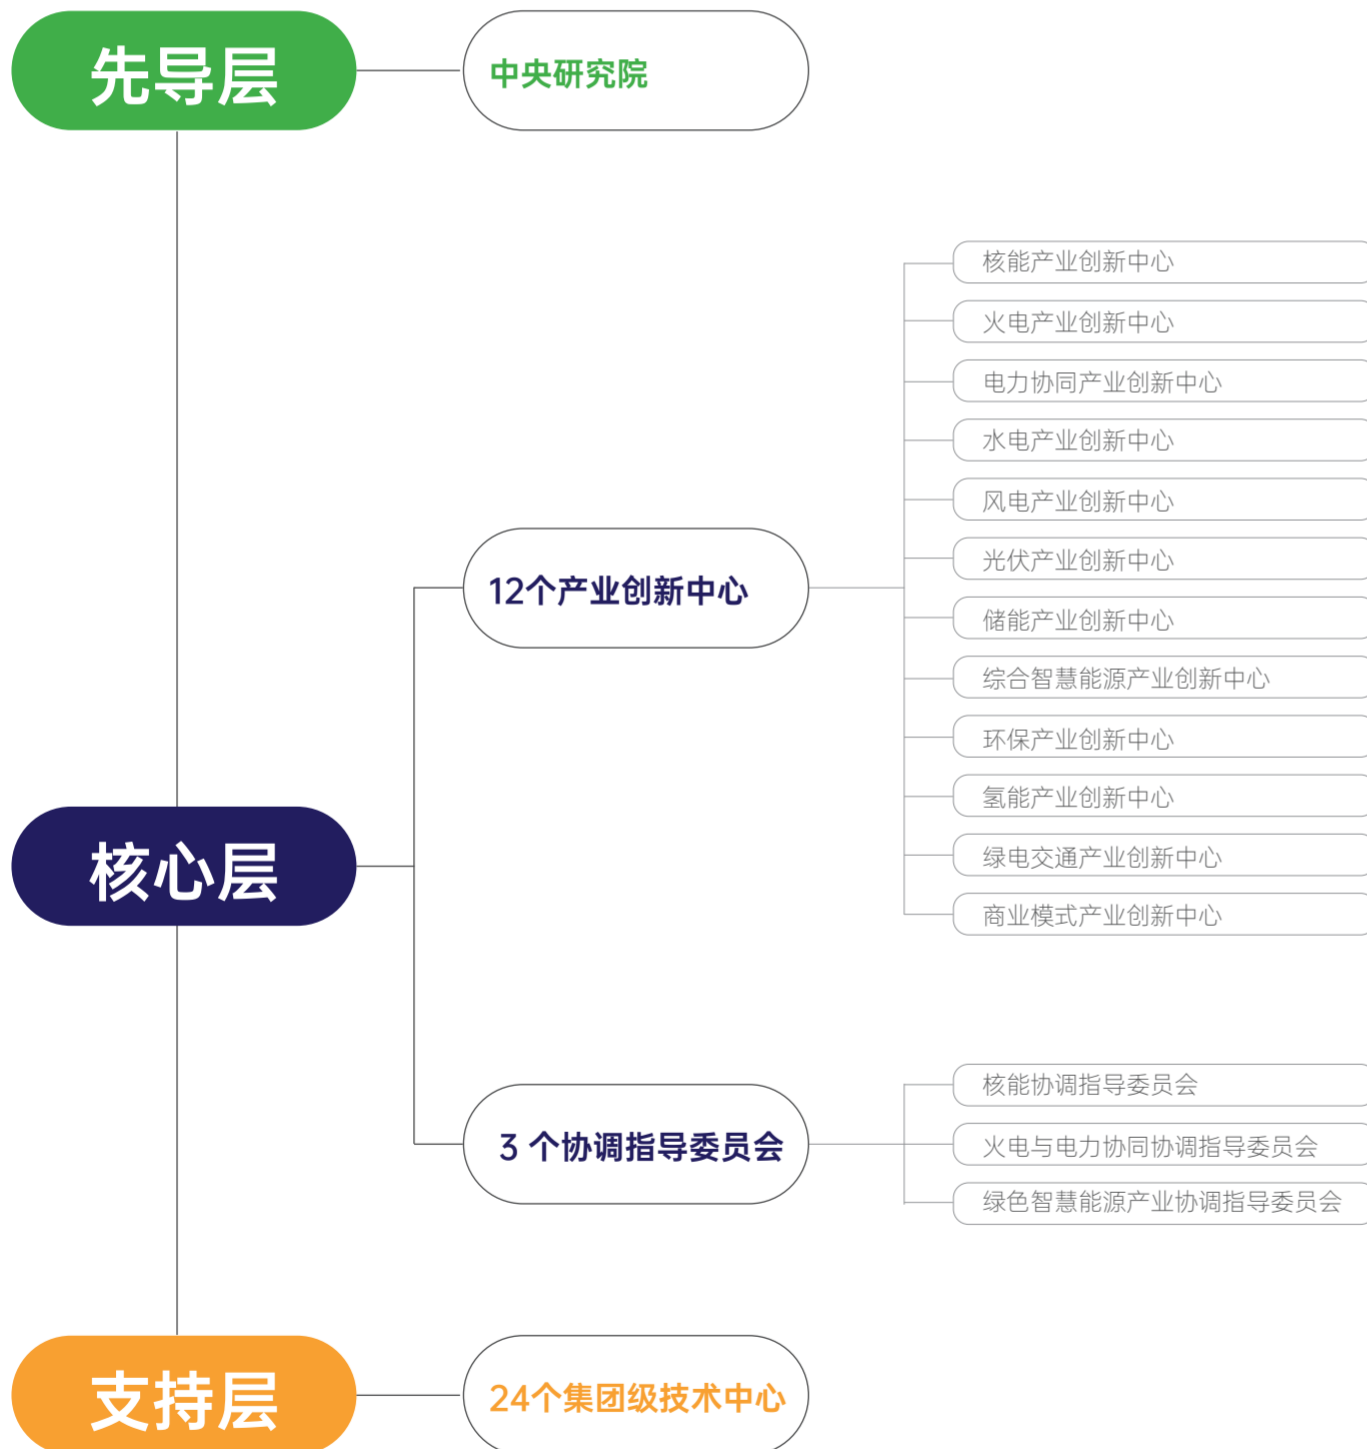 先导层
中央研究院
核能产业创新中心
火电产业创新中心
电力协同产业创新中心
水电产业创新中心
风电产业创新中心
光伏产业创新中心
12个产业创新中心
储能产业创新中心
综合智慧能源产业创新中心
环保产业创新中心
氢能产业创新中心
绿电交通产业创新中心
商业模式产业创新中心
核心层
3 个协调指导委员会
核能协调指导委员会
火电与电力协同协调指导委员会
绿色智慧能源产业协调指导委员会
支持层
24个集团级技术中心